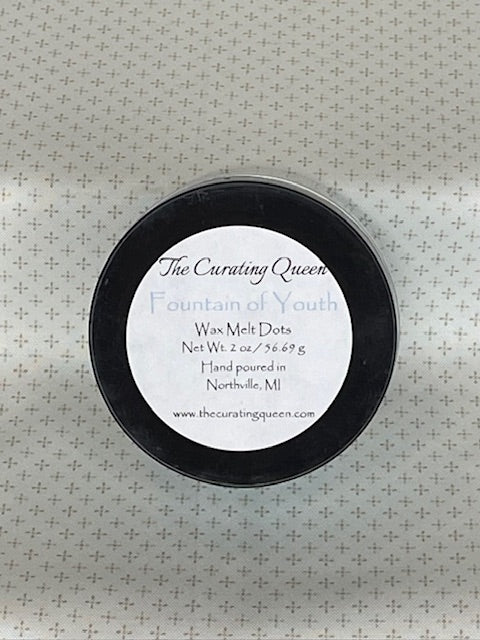 The Curating Queen
Fountain of Youth
Wax Melt Dots
Net Wt. 2 oz / 56.69 g
Hand poured in
Northville, MI
www.thecuratingqueen.com